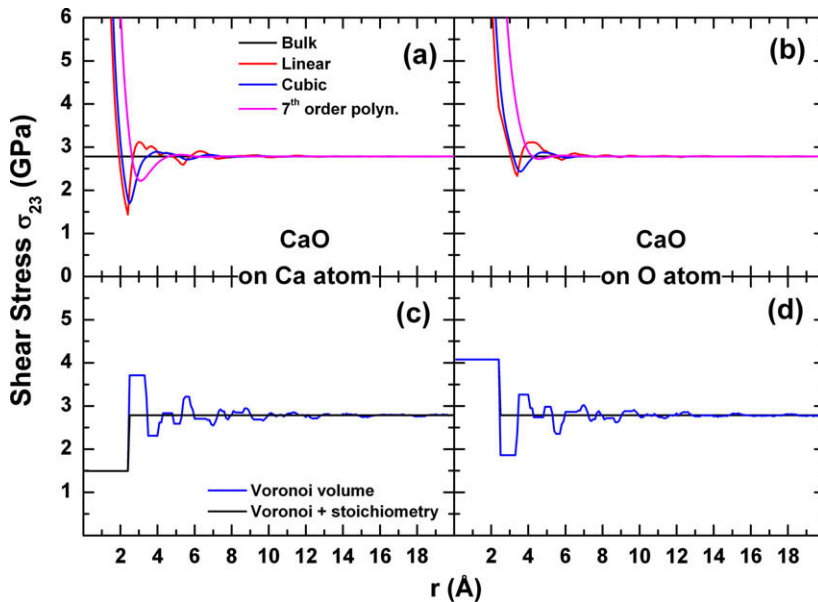 Shear Stress σ23 (GPa)
6
5
4
3
2
1
0
Bulk
Linear
Cubic
7th order polyn.
(a)
CaO
on Ca atom
(b)
CaO
on O atom
5
4
3
2
1
(c)
Voronoi volume
Voronoi + stoichiometry
(d)
2 4 6 8 10 12 14 16 18
2 4 6 8 10 12 14 16 18
r (Å)